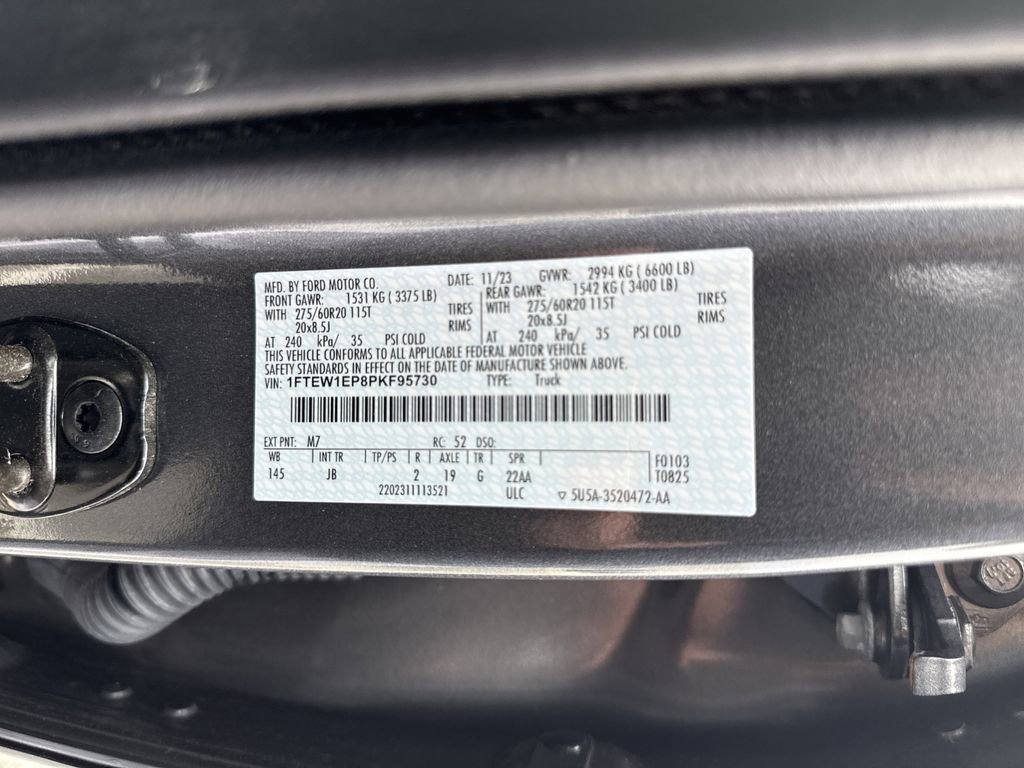 MFD. BY FORD MOTOR CO. DATE: 11/23 GVWR: 2994 KG ( 6600 LB)
FRONT GAWR: 1531 KG ( 3375 LB) REAR GAWR: 1542 KG ( 3400 LB)
WITH 275/60R20 115T TIRES WITH 275/60R20 115T TIRES
20x8.5J RIMS 20x8.5J RIMS
AT 240 kPa/ 35 PSI COLD AT 240 kPa/ 35 PSI COLD
THIS VEHICLE CONFORMS TO ALL APPLICABLE FEDERAL MOTOR VEHICLE
SAFETY STANDARDS IN EFFECT ON THE DATE OF MANUFACTURE SHOWN ABOVE.
VIN: 1FTEW1EP8PKF95730 TYPE: Truck
EXT PNT: M7 RC: 52 DSO:
WB INT TR TP/PS R AXLE TR SPR F0103
145 JB 2 19 G 22AA T0825
2202311113521 ULC ▽ 5U5A-3520472-AA